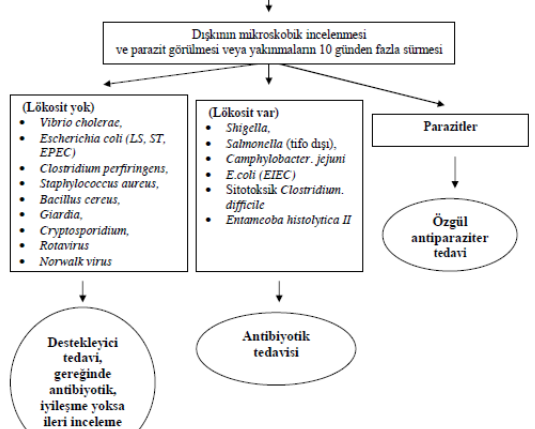 Dışkının mikroskobik incelenmesi
ve parazit görülmesi veya yakınmaların 10 günden fazla sürmesi
(Lökosit yok)
• Vibrio cholerae,
• Escherichia coli (LS, ST,
EPEC)
• Clostridium perfiringens,
• Staphylococcus aureus,
• Bacillus cereus,
• Giardia,
• Cryptosporidium,
• Rotavirus
• Norwalk virus
(Lökosit var)
• Shigella,
• Salmonella (tifo dışı),
• Camphylobacter. jejuni
• E.coli (EIEC)
• Sitotoksik Clostridium.
difficile
• Entameoba histolytica II
Parazitler
Özgül
antiparaziter
tedavi
Antibiyotik
tedavisi
Destekleyici
tedavi,
gereğinde
antibiyotik,
iyileşme yoksa
ileri inceleme